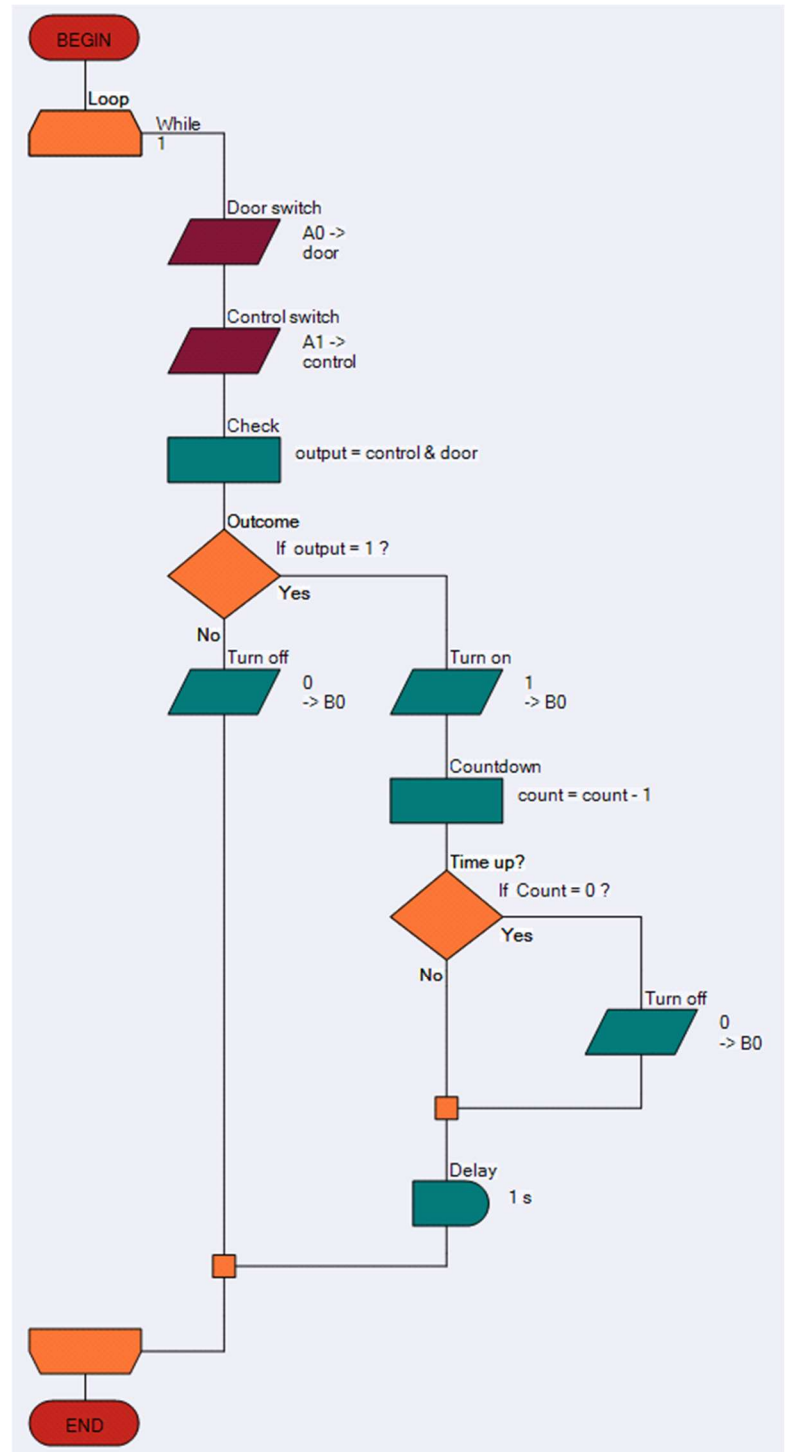 BEGIN
Loop
While
1
Door switch
A0 ->
door
Control switch
A1 ->
control
Check
output = control & door
Outcome
If output = 1 ?
Yes
No
Turn off
0
-> B0
Turn on
1
-> B0
Countdown
count = count - 1
Time up?
If Count = 0 ?
Yes
No
Turn off
0
-> B0
Delay
1 s
END